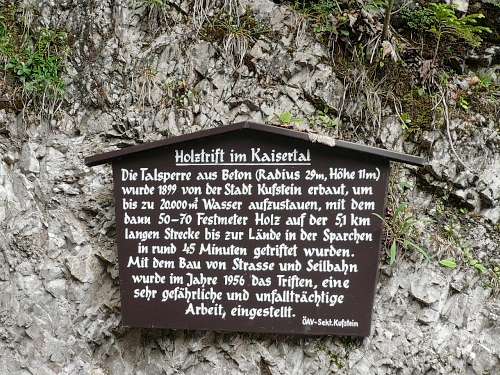 Holztrift im Kaisertal
Die Talsperre aus Beton (Radius 29m, Höhe 11m)
wurde 1899 von der Stadt Kufstein erbaut, um
bis zu 20.000 m³ Wasser aufzustauen, mit dem
dann 50-70 Festmeter Holz auf der 5,1 km
langen Strecke bis zur Lände in der Sparchen
in rund 45 Minuten getriftet wurden.
Mit dem Bau von Strasse und Seilbahn
wurde im Jahre 1956 das Triften, eine
sehr gefährliche und unfallträchtige
Arbeit, eingestellt.
ÖAV-Sekt.Kufstein